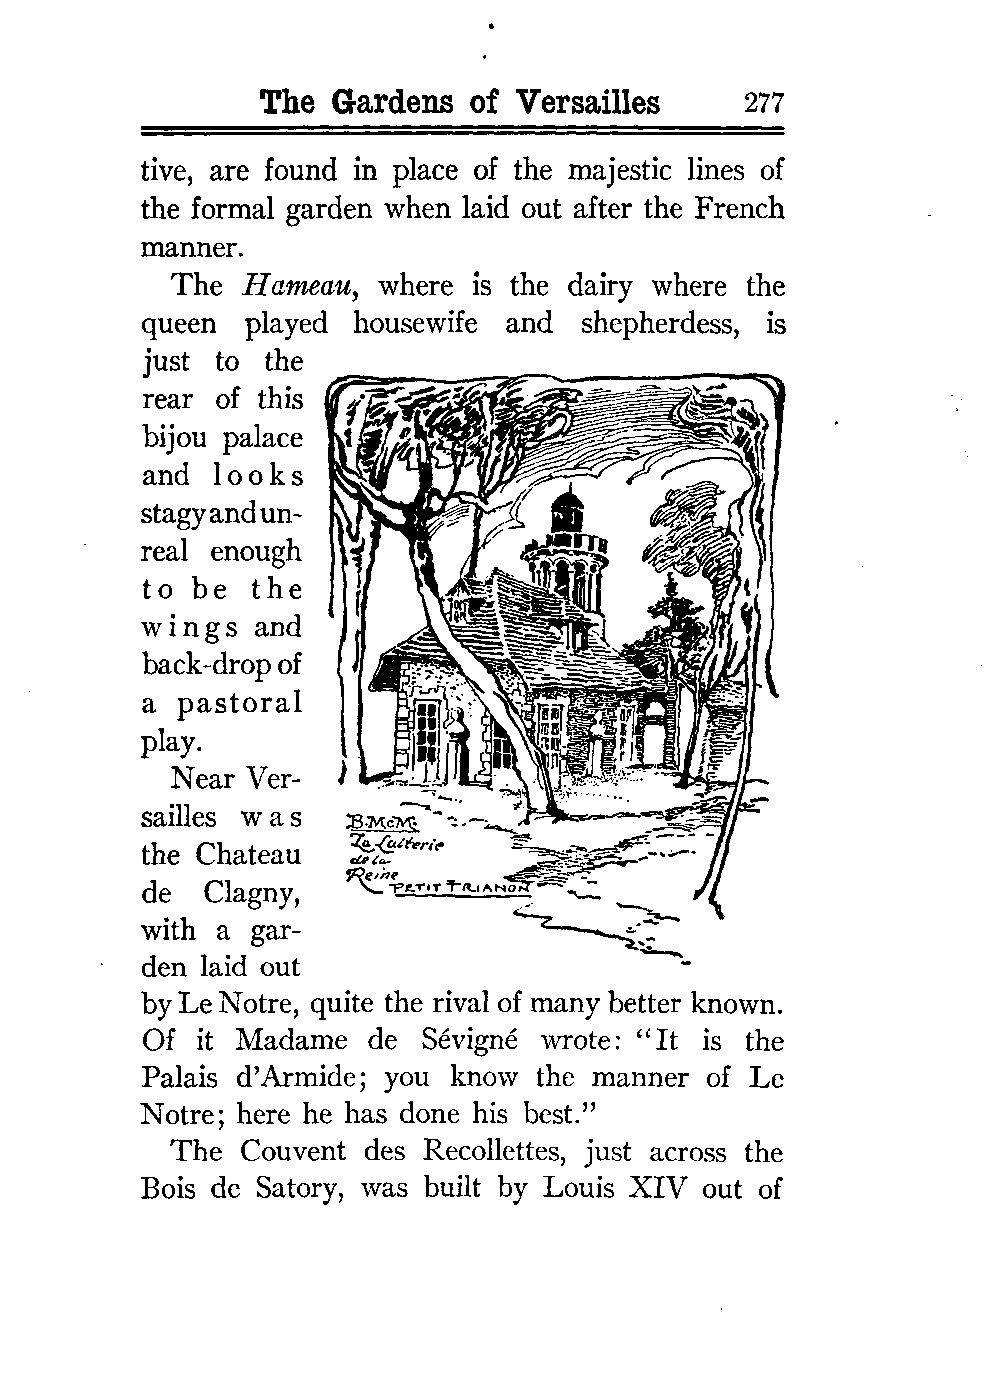 The Gardens of Versailles 277
tive, are found in place of the majestic lines of
the formal garden when laid out after the French
manner.
The Hameau, where is the dairy where the
queen played housewife and shepherdess, is
just to the
rear of this
bijou palace
and looks
stagy and un-
real enough
to be the
wings and
back-drop of
a pastoral
play.
Near Ver-
sailles was
the Chateau
de Clagny,
with a gar-
den laid out
by Le Notre, quite the rival of many better known.
Of it Madame de Sévigné wrote: “It is the
Palais d’Armide; you know the manner of Le
Notre; here he has done his best.”
The Couvent des Recollettes, just across the
Bois de Satory, was built by Louis XIV out of
B.McM.
La Laiterie
de la
Reine
PETIT TRIANON